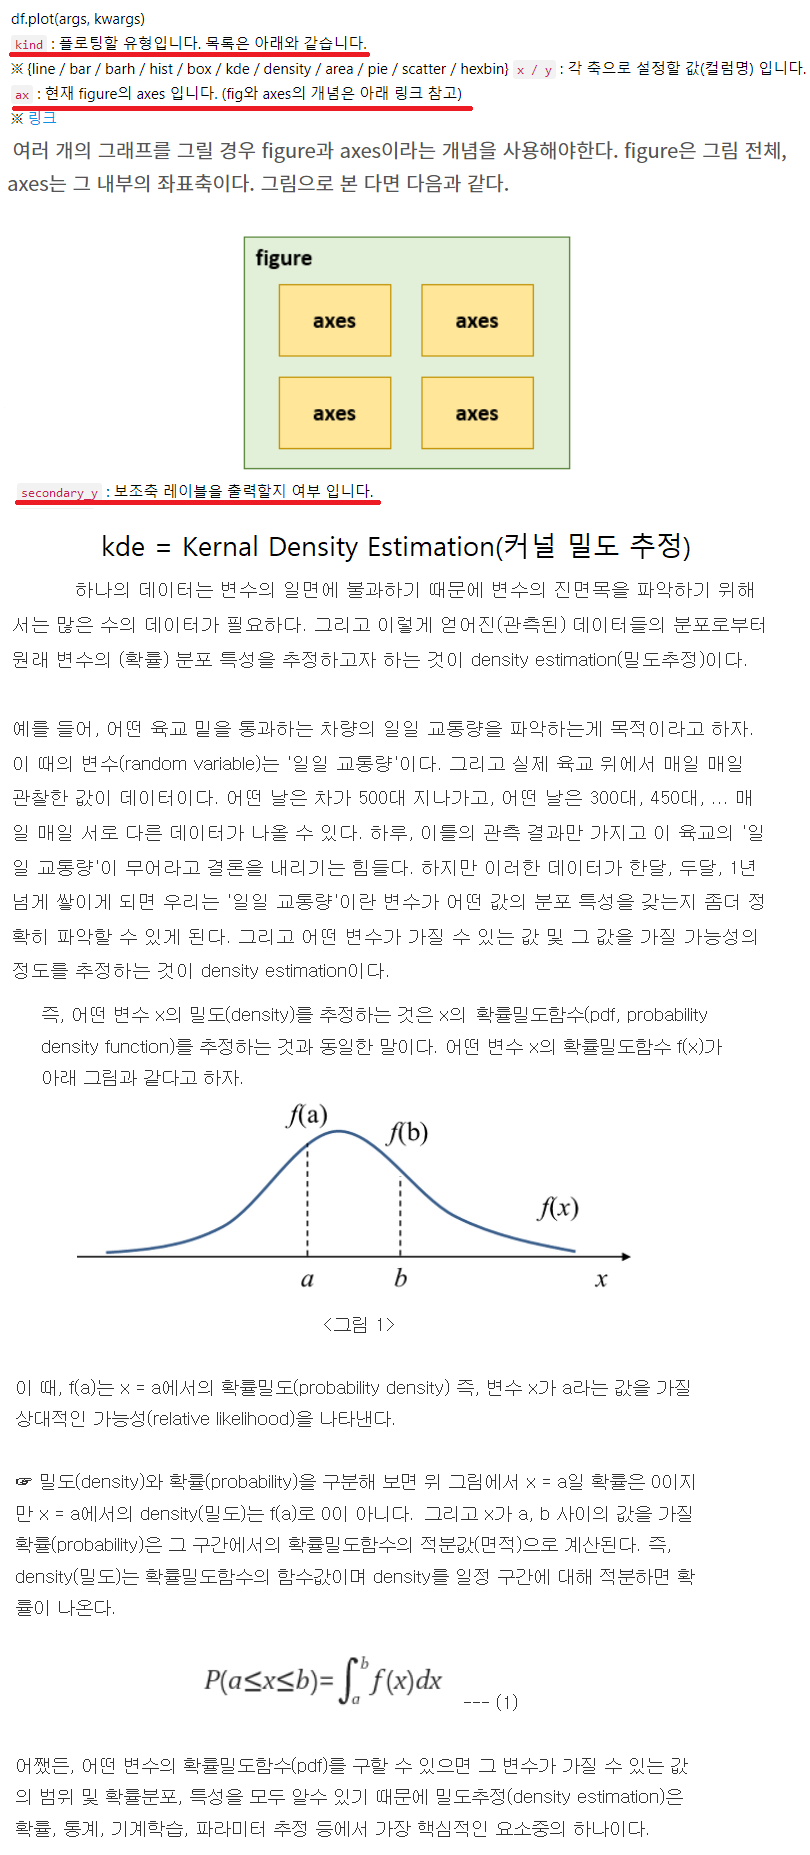 df.plot(args, kwargs)
kind : 플로팅할 유형입니다. 목록은 아래와 같습니다.
※ {line / bar / barh / hist / box / kde / density / area / pie / scatter / hexbin} x / y : 각 축으로 설정할 값(컬럼명) 입니다.
ax : 현재 figure의 axes 입니다. (fig와 axes의 개념은 아래 링크 참고)
※ 링크
여러 개의 그래프를 그릴 경우 figure과 axes이라는 개념을 사용해야한다. figure은 그림 전체,
axes는 그 내부의 좌표축이다. 그림으로 본 다면 다음과 같다.
figure
axes axes
axes axes
secondary_y : 보조축 레이블을 출력할지 여부 입니다.
kde = Kernal Density Estimation(커널 밀도 추정)
하나의 데이터는 변수의 일면에 불과하기 때문에 변수의 진면목을 파악하기 위해
서는 많은 수의 데이터가 필요하다. 그리고 이렇게 얻어진(관측된) 데이터들의 분포로부터
원래 변수의 (확률) 분포 특성을 추정하고자 하는 것이 density estimation(밀도추정)이다.
예를 들어, 어떤 육교 밑을 통과하는 차량의 일일 교통량을 파악하는게 목적이라고 하자.
이 때의 변수(random variable)는 '일일 교통량'이다. 그리고 실제 육교 위에서 매일 매일
관찰한 값이 데이터이다. 어떤 날은 차가 500대 지나가고, 어떤 날은 300대, 450대, ... 매
일 매일 서로 다른 데이터가 나올 수 있다. 하루, 이틀의 관측 결과만 가지고 이 육교의 '일
일 교통량'이 무어라고 결론을 내리기는 힘들다. 하지만 이러한 데이터가 한달, 두달, 1년
넘게 쌓이게 되면 우리는 '일일 교통량'이란 변수가 어떤 값의 분포 특성을 갖는지 좀더 정
확히 파악할 수 있게 된다. 그리고 어떤 변수가 가질 수 있는 값 및 그 값을 가질 가능성의
정도를 추정하는 것이 density estimation이다.
즉, 어떤 변수 x의 밀도(density)를 추정하는 것은 x의 확률밀도함수(pdf, probability
density function)를 추정하는 것과 동일한 말이다. 어떤 변수 x의 확률밀도함수 f(x)가
아래 그림과 같다고 하자.
f(a)
f(b)
f(x)
a b x
<그림 1>
이 때, f(a)는 x = a에서의 확률밀도(probability density) 즉, 변수 x가 a라는 값을 가질
상대적인 가능성(relative likelihood)을 나타낸다.
☞ 밀도(density)와 확률(probability)을 구분해 보면 위 그림에서 x = a일 확률은 0이지
만 x = a에서의 density(밀도)는 f(a)로 0이 아니다. 그리고 x가 a, b 사이의 값을 가질
확률(probability)은 그 구간에서의 확률밀도함수의 적분값(면적)으로 계산된다. 즉,
density(밀도)는 확률밀도함수의 함수값이며 density를 일정 구간에 대해 적분하면 확
률이 나온다.
P(a≤x≤b)=∫_a^b f(x)dx --- (1)
어쨌든, 어떤 변수의 확률밀도함수(pdf)를 구할 수 있으면 그 변수가 가질 수 있는 값
의 범위 및 확률분포, 특성을 모두 알수 있기 때문에 밀도추정(density estimation)은
확률, 통계, 기계학습, 파라미터 추정 등에서 가장 핵심적인 요소중의 하나이다.